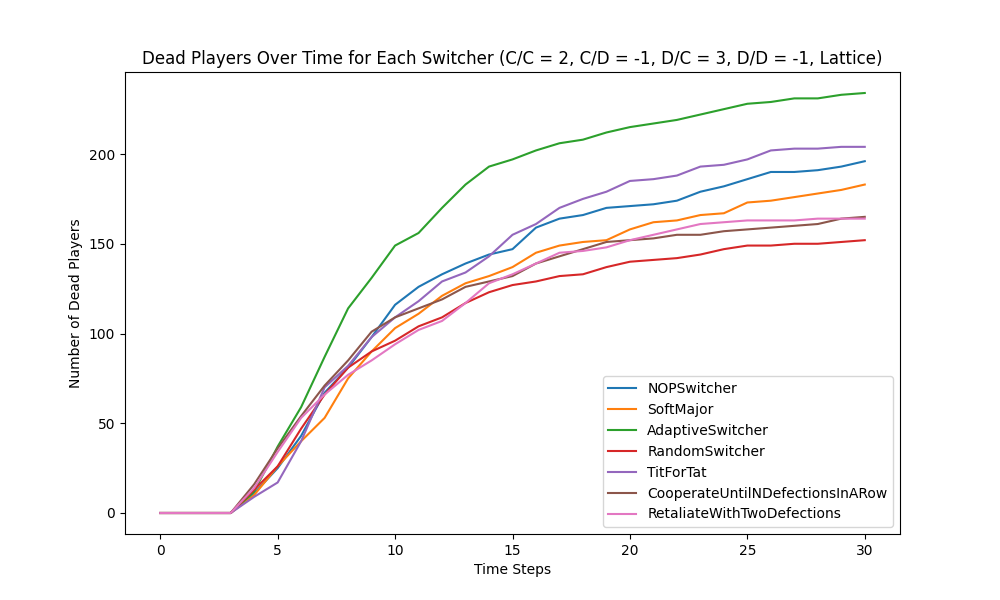 Dead Players Over Time for Each Switcher (C/C = 2, C/D = -1, D/C = 3, D/D = -1, Lattice)
Number of Dead Players
200
150
100
50
0
NOPSwitcher
SoftMajor
AdaptiveSwitcher
RandomSwitcher
TitForTat
CooperateUntilNDefectionsInARow
RetaliateWithTwoDefections
0 5 10 15 20 25 30
Time Steps